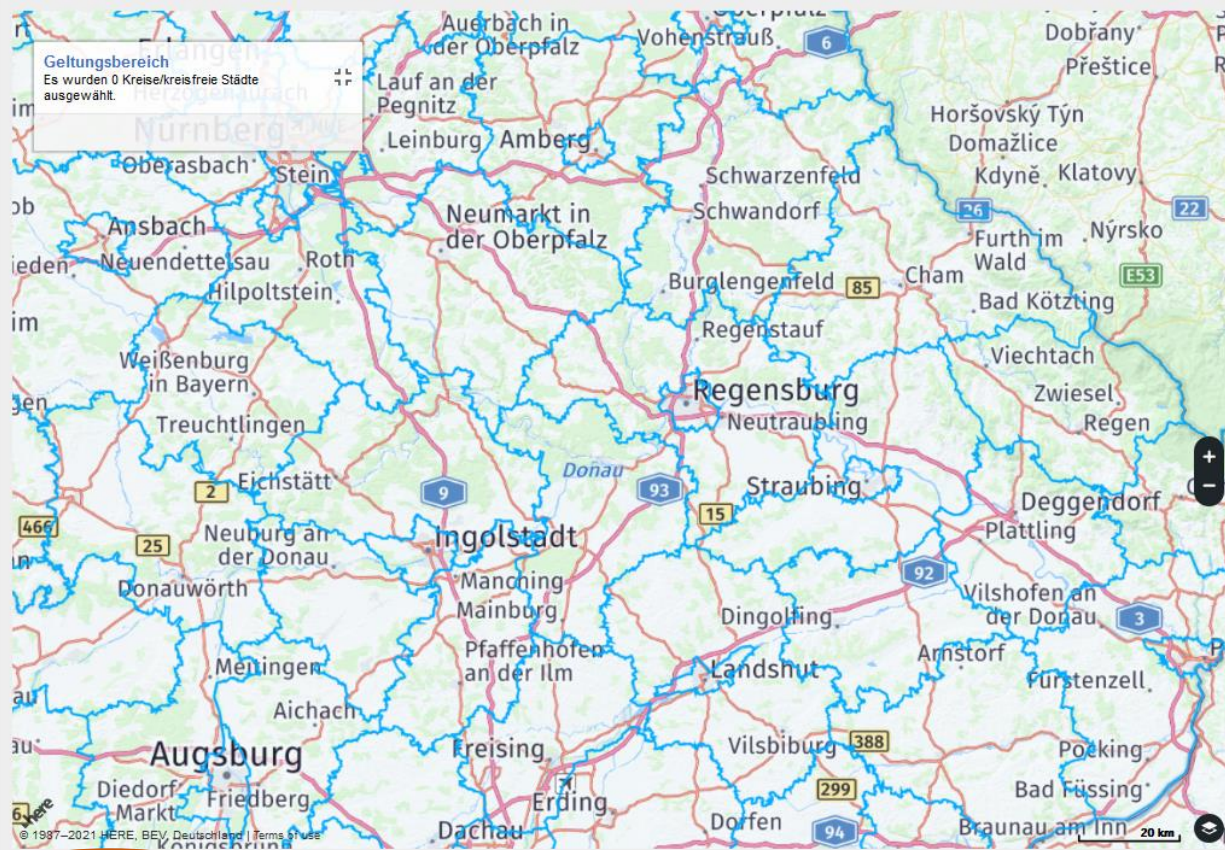 Geltungsbereich
Es wurden 0 Kreise/kreisfreie Städte
ausgewählt.
Erlangen
Herzogenaurach
Nürnberg
Auerbach in
der Oberpfalz
Oberpfalz
Vohenstrauß
6
Dobřany
Přeštice
Lauf an der
Pegnitz
Leinburg
Amberg
Horšovský Týn
Domažlice
Kdyně
Klatovy
Oberasbach
Stein
Schwarzenfeld
Schwandorf
26
22
Ansbach
Neumarkt in
der Oberpfalz
Furth im
Wald
Nýrsko
Neuendettelsau
Roth
Hilpoltstein
Burglengenfeld
85
Cham
E53
Bad Kötzting
Regenstauf
Weißenburg
in Bayern
Viechtach
Zwiesel
Regensburg
Neutraubling
Regen
Treuchtlingen
Eichstätt
Donau
9
93
2
Straubing
15
Deggendorf
Plattling
466
25
Neuburg an
der Donau
Ingolstadt
92
Donauwörth
Manching
Mainburg
Dingolfing
Vilshofen an
der Donau
3
Pfaffenhofen
an der Ilm
Meitingen
Landshut
Arnstorf
Fürstenzell
Aichach
Augsburg
Freising
Vilsbiburg
388
Pocking
Diedorf
Markt
Friedberg
Erding
299
Bad Füssing
Dachau
Dorfen
94
Braunau am Inn
20 km
here
© 1987–2021 HERE, BEV, Deutschland | Terms of use
Königsbrunn
+
−